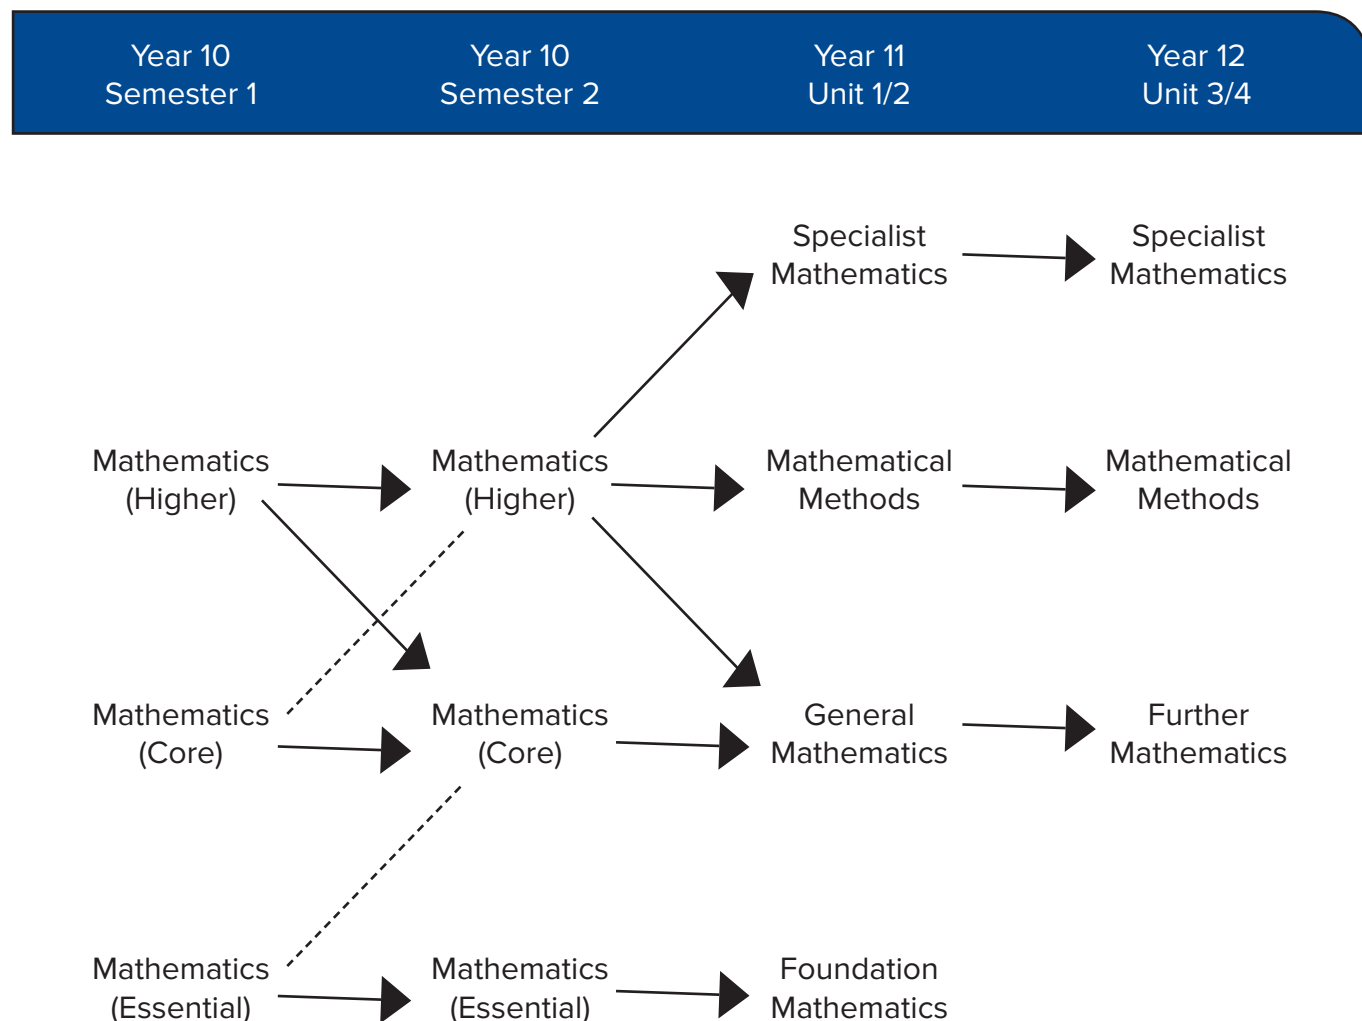 Year 10
Semester 1
Year 10
Semester 2
Year 11
Unit 1/2
Year 12
Unit 3/4
Specialist
Mathematics
Specialist
Mathematics
Mathematics
(Higher)
Mathematics
(Higher)
Mathematical
Methods
Mathematical
Methods
Mathematics
(Core)
Mathematics
(Core)
General
Mathematics
Further
Mathematics
Mathematics
(Essential)
Mathematics
(Essential)
Foundation
Mathematics